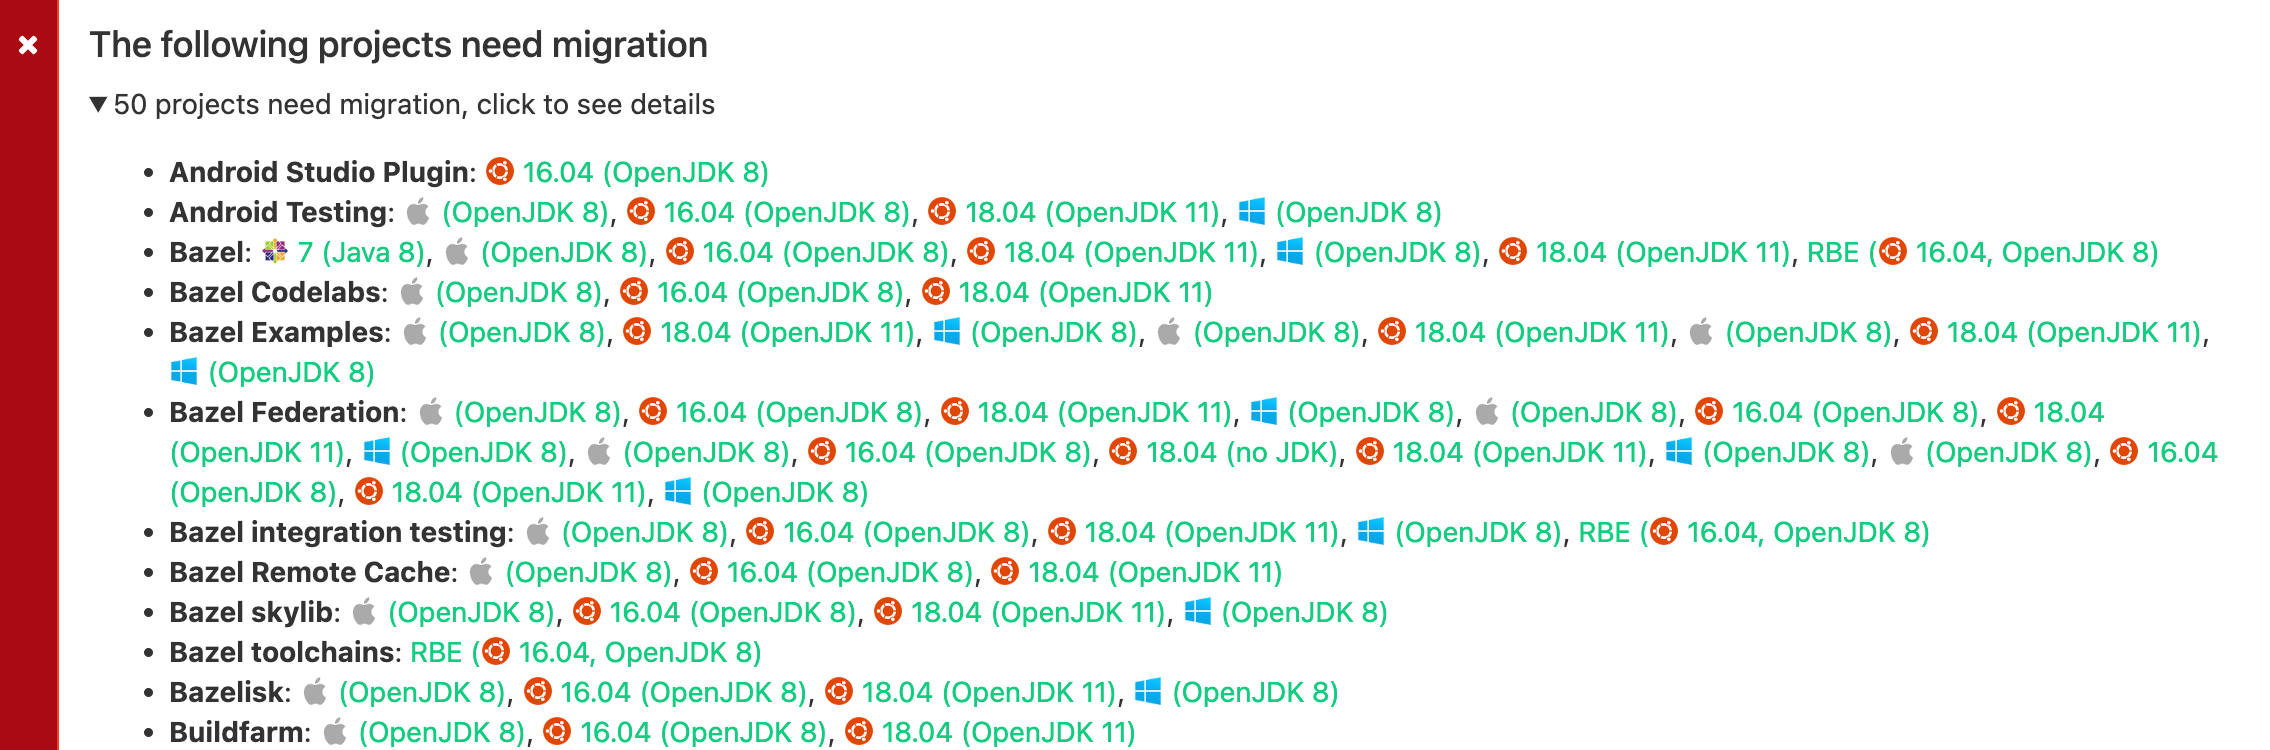 The following projects need migration
▼ 50 projects need migration, click to see details
• Android Studio Plugin: 16.04 (OpenJDK 8)
• Android Testing: (OpenJDK 8), 16.04 (OpenJDK 8), 18.04 (OpenJDK 11), (OpenJDK 8)
• Bazel: 7 (Java 8), (OpenJDK 8), 16.04 (OpenJDK 8), 18.04 (OpenJDK 11), (OpenJDK 8), 18.04 (OpenJDK 11), RBE (16.04, OpenJDK 8)
• Bazel Codelabs: (OpenJDK 8), 16.04 (OpenJDK 8), 18.04 (OpenJDK 11)
• Bazel Examples: (OpenJDK 8), 18.04 (OpenJDK 11), (OpenJDK 8), (OpenJDK 8), 18.04 (OpenJDK 11), (OpenJDK 8), 18.04 (OpenJDK 11),
(OpenJDK 8)
• Bazel Federation: (OpenJDK 8), 16.04 (OpenJDK 8), 18.04 (OpenJDK 11), (OpenJDK 8), (OpenJDK 8), 16.04 (OpenJDK 8), 18.04
(OpenJDK 11), (OpenJDK 8), (OpenJDK 8), 16.04 (OpenJDK 8), 18.04 (no JDK), 18.04 (OpenJDK 11), (OpenJDK 8), (OpenJDK 8), 16.04
(OpenJDK 8), 18.04 (OpenJDK 11), (OpenJDK 8)
• Bazel integration testing: (OpenJDK 8), 16.04 (OpenJDK 8), 18.04 (OpenJDK 11), (OpenJDK 8), RBE (16.04, OpenJDK 8)
• Bazel Remote Cache: (OpenJDK 8), 16.04 (OpenJDK 8), 18.04 (OpenJDK 11)
• Bazel skylib: (OpenJDK 8), 16.04 (OpenJDK 8), 18.04 (OpenJDK 11), (OpenJDK 8)
• Bazel toolchains: RBE (16.04, OpenJDK 8)
• Bazelisk: (OpenJDK 8), 16.04 (OpenJDK 8), 18.04 (OpenJDK 11), (OpenJDK 8)
• Buildfarm: (OpenJDK 8), 16.04 (OpenJDK 8), 18.04 (OpenJDK 11)